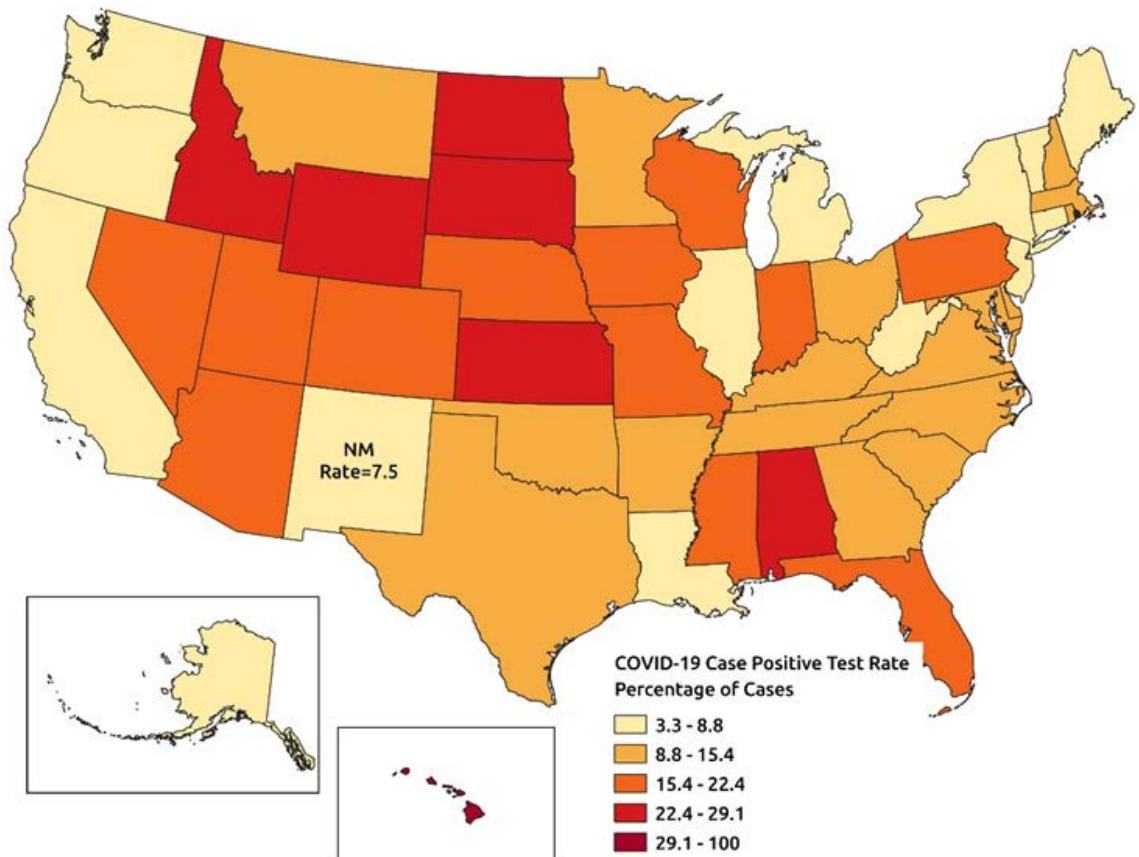 NM
Rate=7.5
COVID-19 Case Positive Test Rate
Percentage of Cases
3.3 - 8.8
8.8 - 15.4
15.4 - 22.4
22.4 - 29.1
29.1 - 100